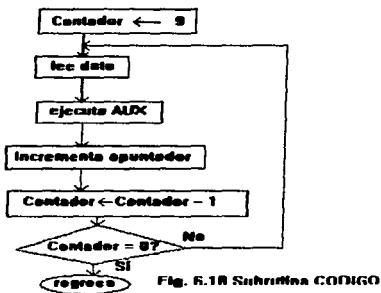 Contador ← 9
lee dato
ejecuta AUX
Incrementa apuntador
Contador ← Contador - 1
Contador = 0?
No
Si
regreso
Fig. 6.18 Subrutina CODIGO